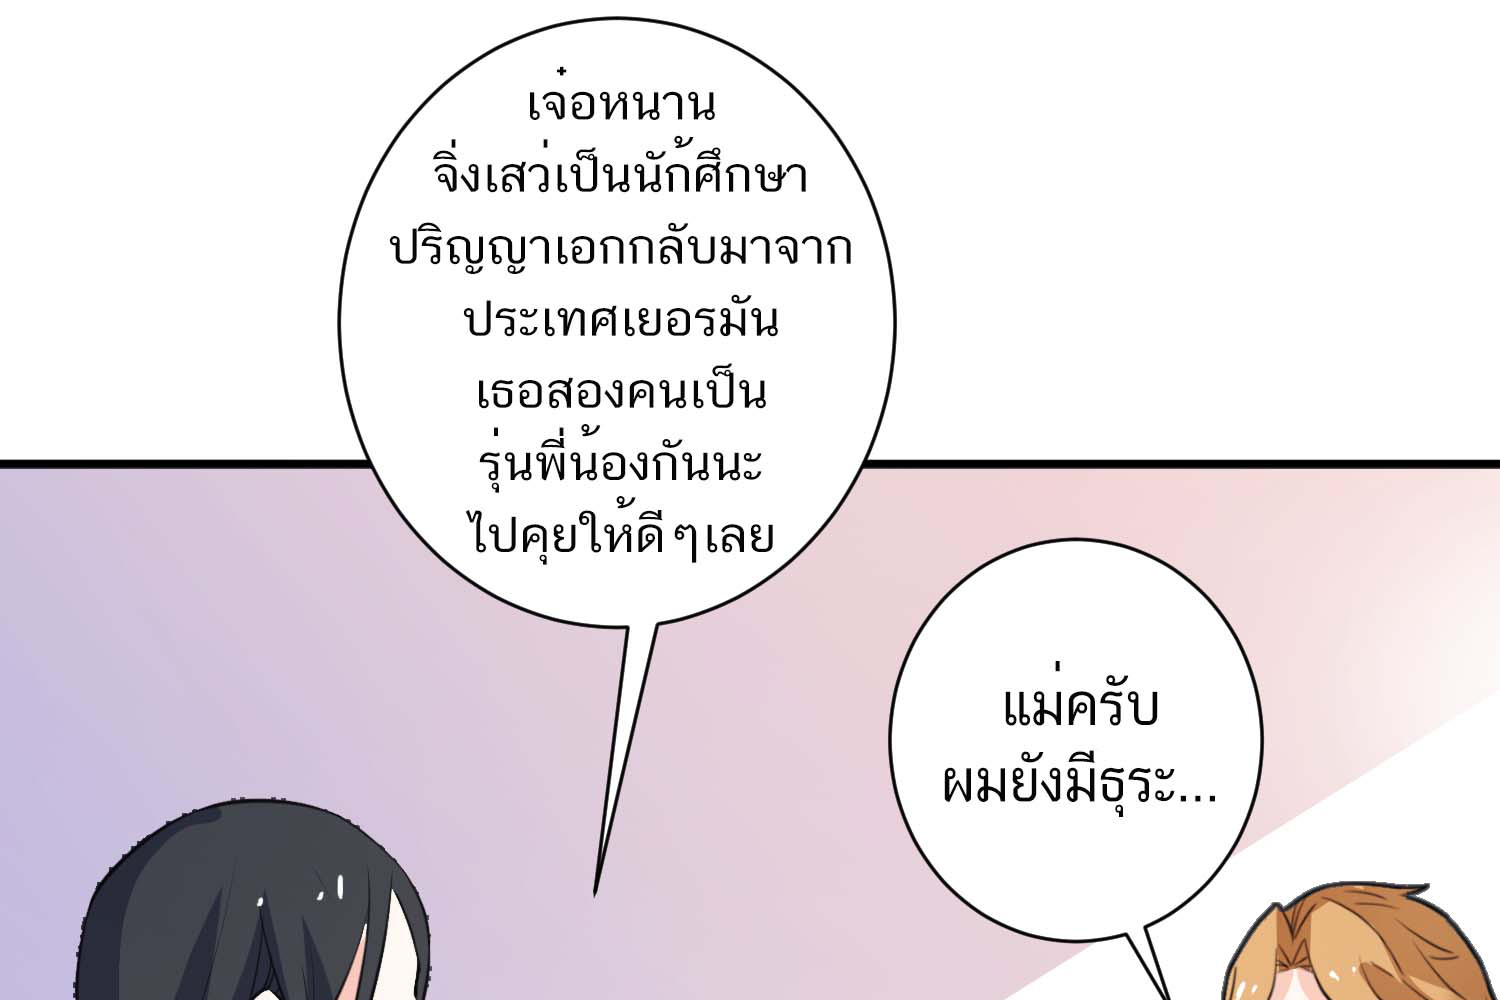 เจ๋อหนาน
จิ่งเสว่เป็นนักศึกษา
ปริญญาเอกกลับมาจาก
ประเทศเยอรมัน
เธอสองคนเป็น
รุ่นพี่น้องกันนะ
ไปคุยให้ดีๆเลย
แม่ครับ
ผมยังมีธุระ...